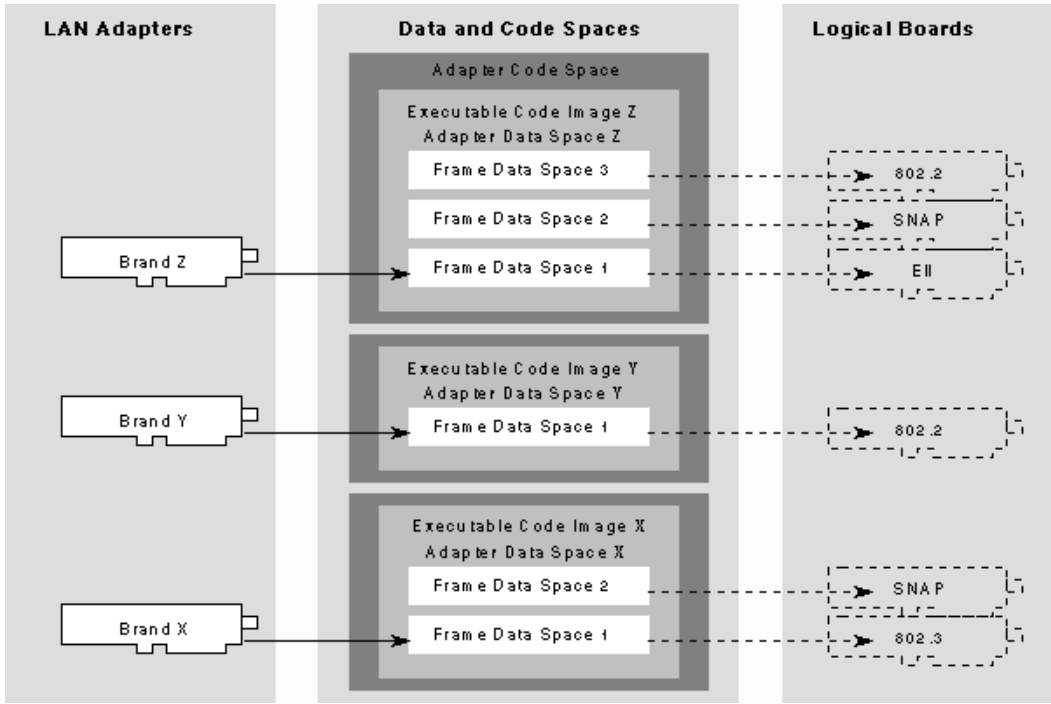 LAN Adapters
Data and Code Spaces
Logical Boards
Adapter Code Space
Executable Code Image Z
Adapter Data Space Z
Frame Data Space 3
802.2
Frame Data Space 2
SNAP
Brand Z
Frame Data Space 1
EII
Executable Code Image Y
Adapter Data Space Y
Brand Y
Frame Data Space 1
802.2
Executable Code Image X
Adapter Data Space X
Frame Data Space 2
SNAP
Brand X
Frame Data Space 1
802.3